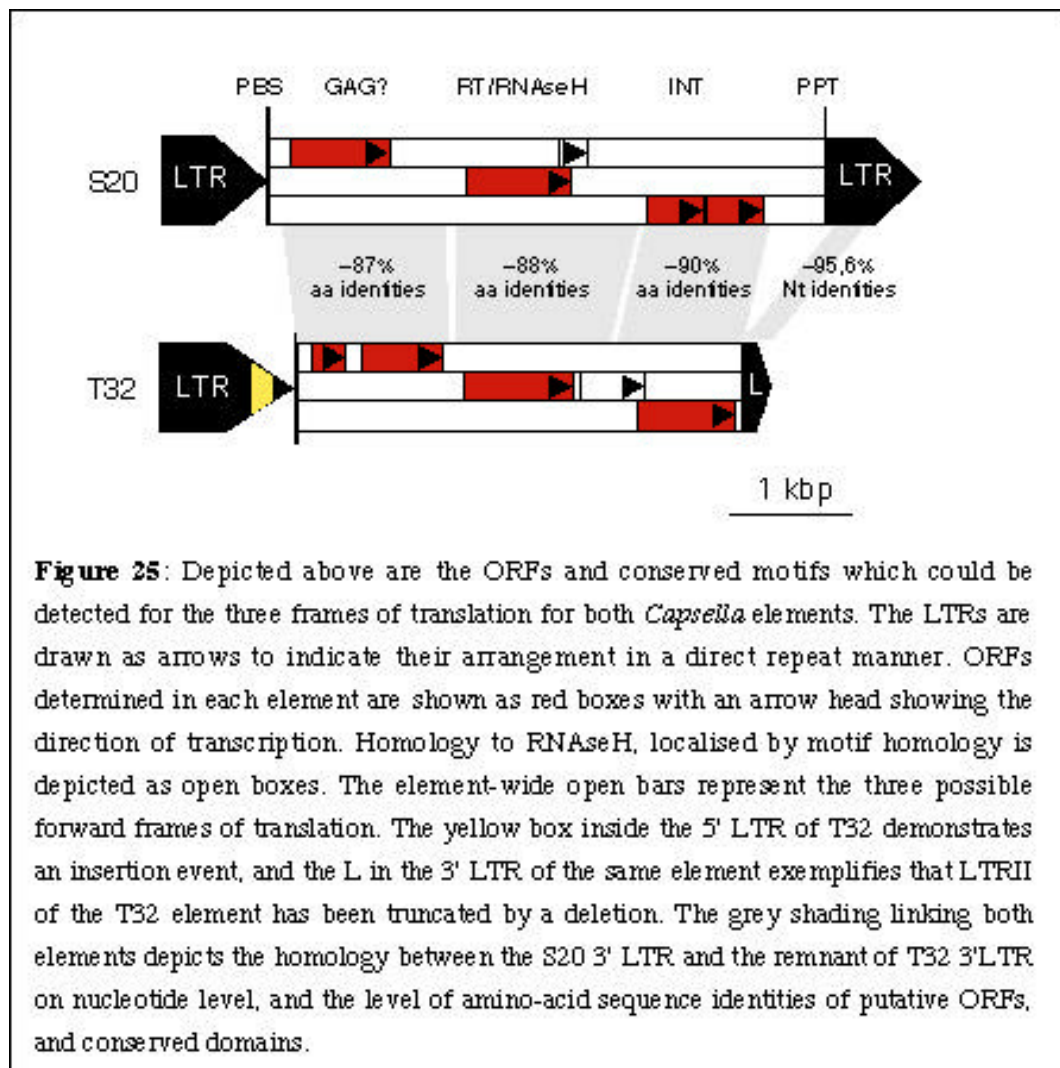 PBS GAG? RT/RNAseH INT PPT
S20 LTR LTR
~87% ~88% ~90% ~95,6%
aa identities aa identities aa identities Nt identities
T32 LTR L
1 kbp
Figure 25: Depicted above are the ORFs and conserved motifs which could be
detected for the three frames of translation for both Capsella elements. The LTRs are
drawn as arrows to indicate their arrangement in a direct repeat manner. ORFs
determined in each element are shown as red boxes with an arrow head showing the
direction of transcription. Homology to RNAseH, localised by motif homology is
depicted as open boxes. The element-wide open bars represent the three possible
forward frames of translation. The yellow box inside the 5' LTR of T32 demonstrates
an insertion event, and the L in the 3' LTR of the same element exemplifies that LTRII
of the T32 element has been truncated by a deletion. The grey shading linking both
elements depicts the homology between the S20 3' LTR and the remnant of T32 3'LTR
on nucleotide level, and the level of amino-acid sequence identities of putative ORFs,
and conserved domains.